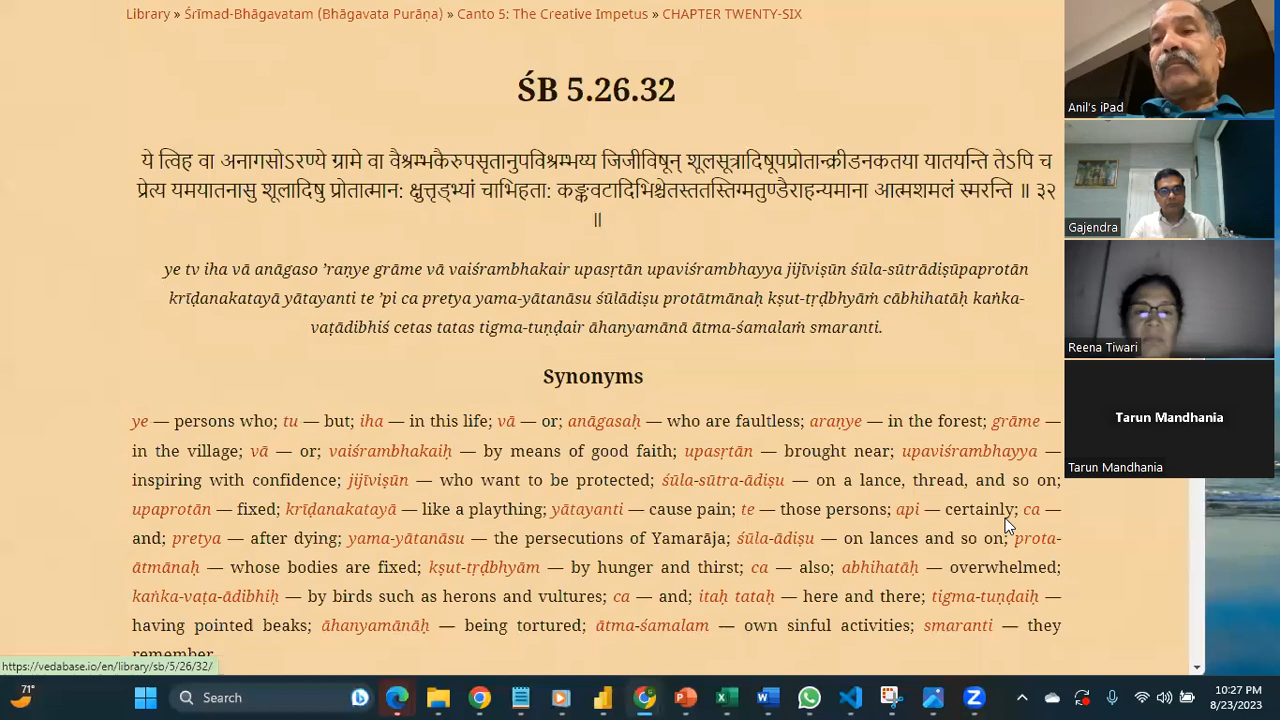 Library » Śrīmad-Bhāgavatam (Bhāgavata Purāṇa) » Canto 5: The Creative Impetus » CHAPTER TWENTY-SIX
ŚB 5.26.32
ये त्विह वा अनागसोऽरण्ये ग्रामे वा वैश्रम्भकैरुपसृतानुपविश्रम्भय्य जिजीविषून् शूलसूत्रादिषूपप्रोतान्क्रीडनकतया यातयन्ति तेऽपि च
प्रेत्य यमयातनासु शूलादिषु प्रोतात्मान: क्षुत्तृड्भ्यां चाभिहता: कङ्कवटादिभिश्चेतस्ततस्तिग्मतुण्डैराहन्यमाना आत्मशमलं स्मरन्ति ॥ ३२
॥
ye tv iha vā anāgaso ’raṇye grāme vā vaiśrambhakair upasṛtān upaviśrambhayya jijīviṣūn śūla-sūtrādiṣūpaprotān
krīḍanakatayā yātayanti te ’pi ca pretya yama-yātanāsu śūlādiṣu protātmānaḥ kṣut-tṛḍbhyāṁ cābhihatāḥ kaṅka-
vaṭādibhiś cetas tatas tigma-tuṇḍair āhanyamānā ātma-śamalaṁ smaranti.
Synonyms
ye — persons who; tu — but; iha — in this life; vā — or; anāgasaḥ — who are faultless; araṇye — in the forest; grāme —
in the village; vā — or; vaiśrambhakaiḥ — by means of good faith; upasṛtān — brought near; upaviśrambhayya —
inspiring with confidence; jijīviṣūn — who want to be protected; śūla-sūtra-ādiṣu — on a lance, thread, and so on;
upaprotān — fixed; krīḍanakatayā — like a plaything; yātayanti — cause pain; te — those persons; api — certainly; ca —
and; pretya — after dying; yama-yātanāsu — the persecutions of Yamarāja; śūla-ādiṣu — on lances and so on; prota-
ātmānaḥ — whose bodies are fixed; kṣut-tṛḍbhyām — by hunger and thirst; ca — also; abhihatāḥ — overwhelmed;
kaṅka-vaṭa-ādibhiḥ — by birds such as herons and vultures; ca — and; itaḥ tataḥ — here and there; tigma-tuṇḍaiḥ —
having pointed beaks; āhanyamānāḥ — being tortured; ātma-śamalam — own sinful activities; smaranti — they
remember
https://vedabase.io/en/library/sb/5/26/32/
Anil's iPad
Gajendra
Reena Tiwari
Tarun Mandhania
Tarun Mandhania
71°
Search
10:27 PM
8/23/2023